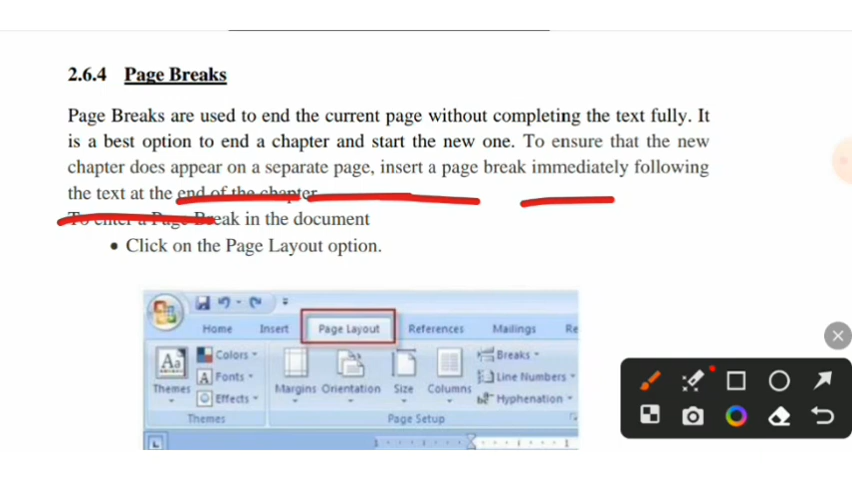 2.6.4 Page Breaks
Page Breaks are used to end the current page without completing the text fully. It
is a best option to end a chapter and start the new one. To ensure that the new
chapter does appear on a separate page, insert a page break immediately following
the text at the end of the chapter
To enter a Page Break in the document
• Click on the Page Layout option.
Home Insert Page Layout References Mailings Re
Aa Colors Breaks
A Fonts Line Numbers
Themes Effects Margins Orientation Size Columns Hyphenation
Themes Page Setup